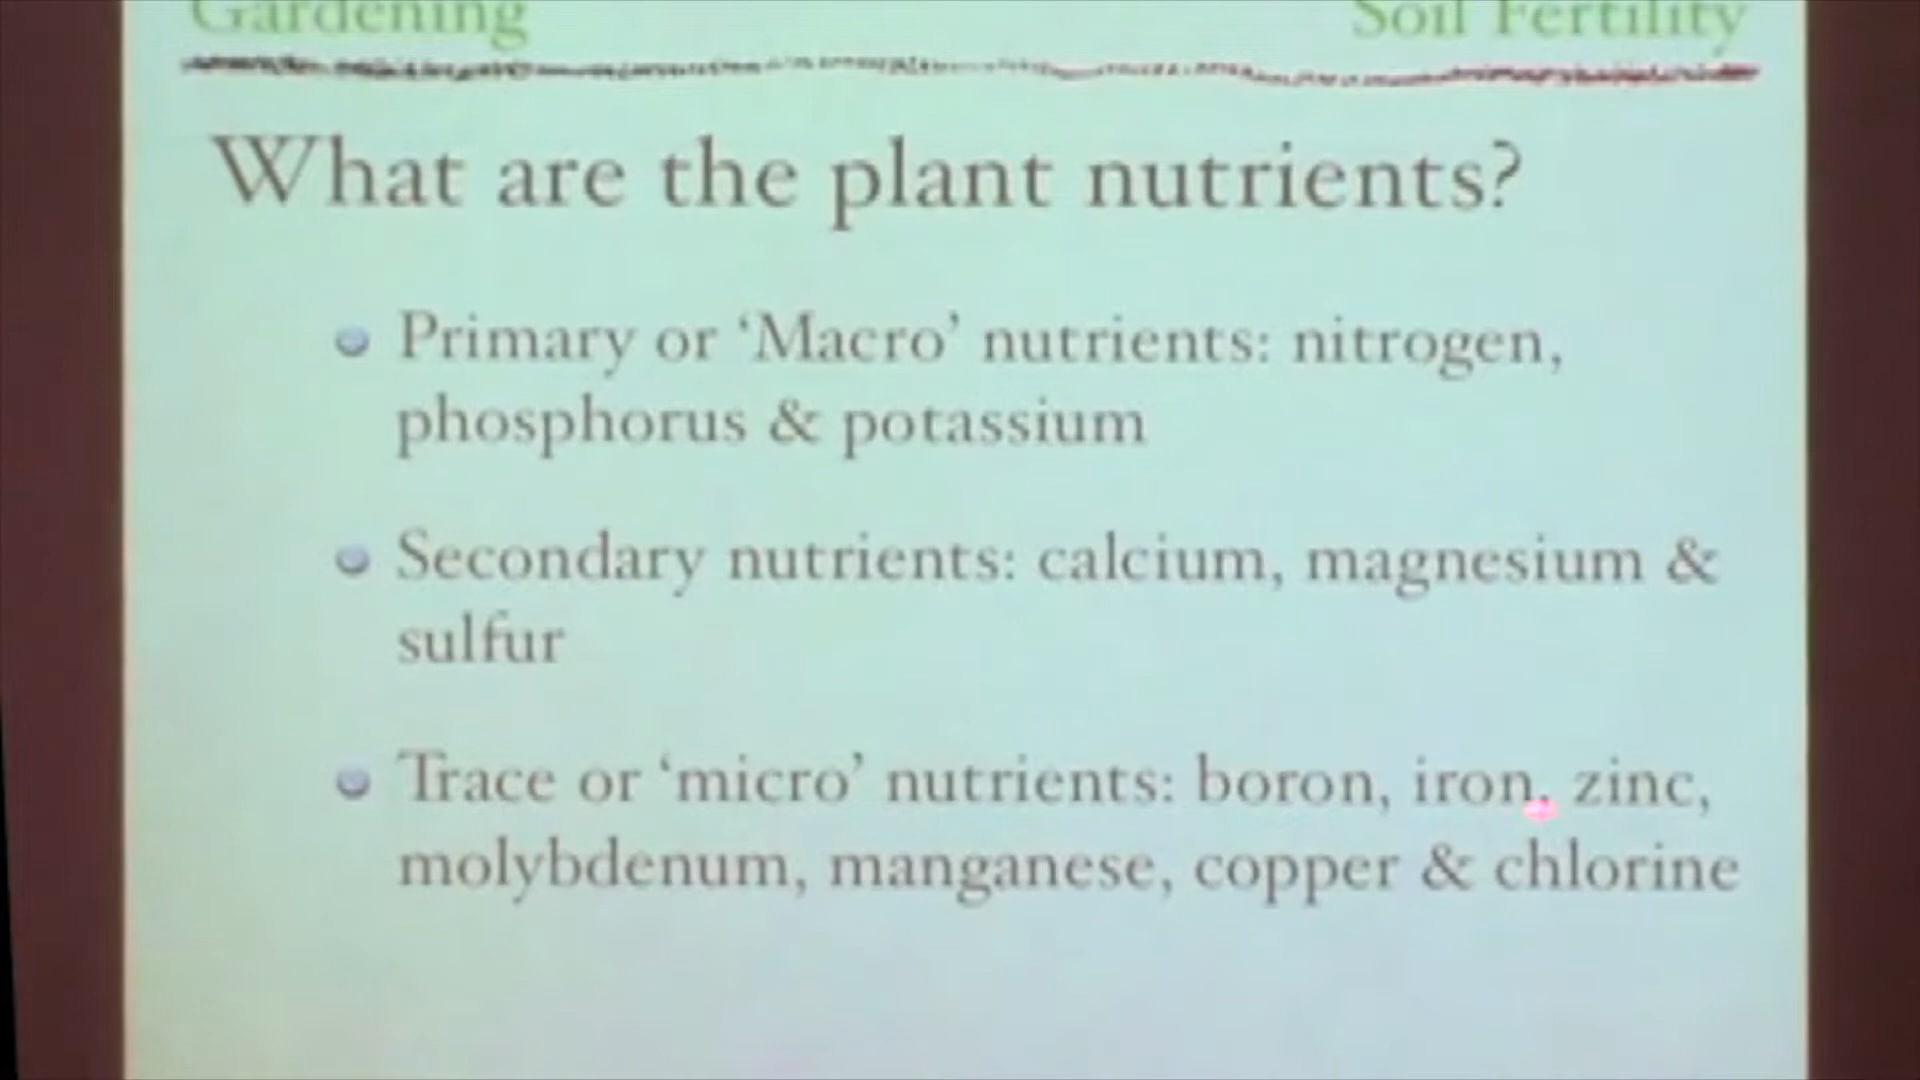 Gardening
Soil Fertility
What are the plant nutrients?
Primary or ‘Macro’ nutrients: nitrogen,
phosphorus & potassium
Secondary nutrients: calcium, magnesium &
sulfur
Trace or ‘micro’ nutrients: boron, iron, zinc,
molybdenum, manganese, copper & chlorine